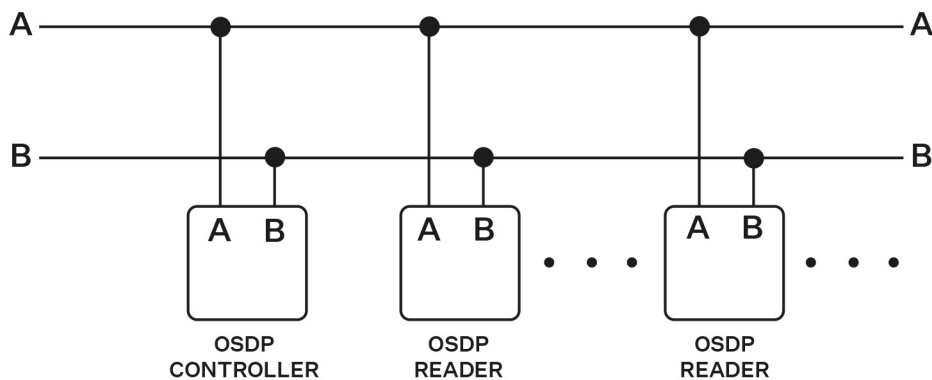 A A
B B
A B A B A B
OSDP OSDP OSDP
CONTROLLER READER READER